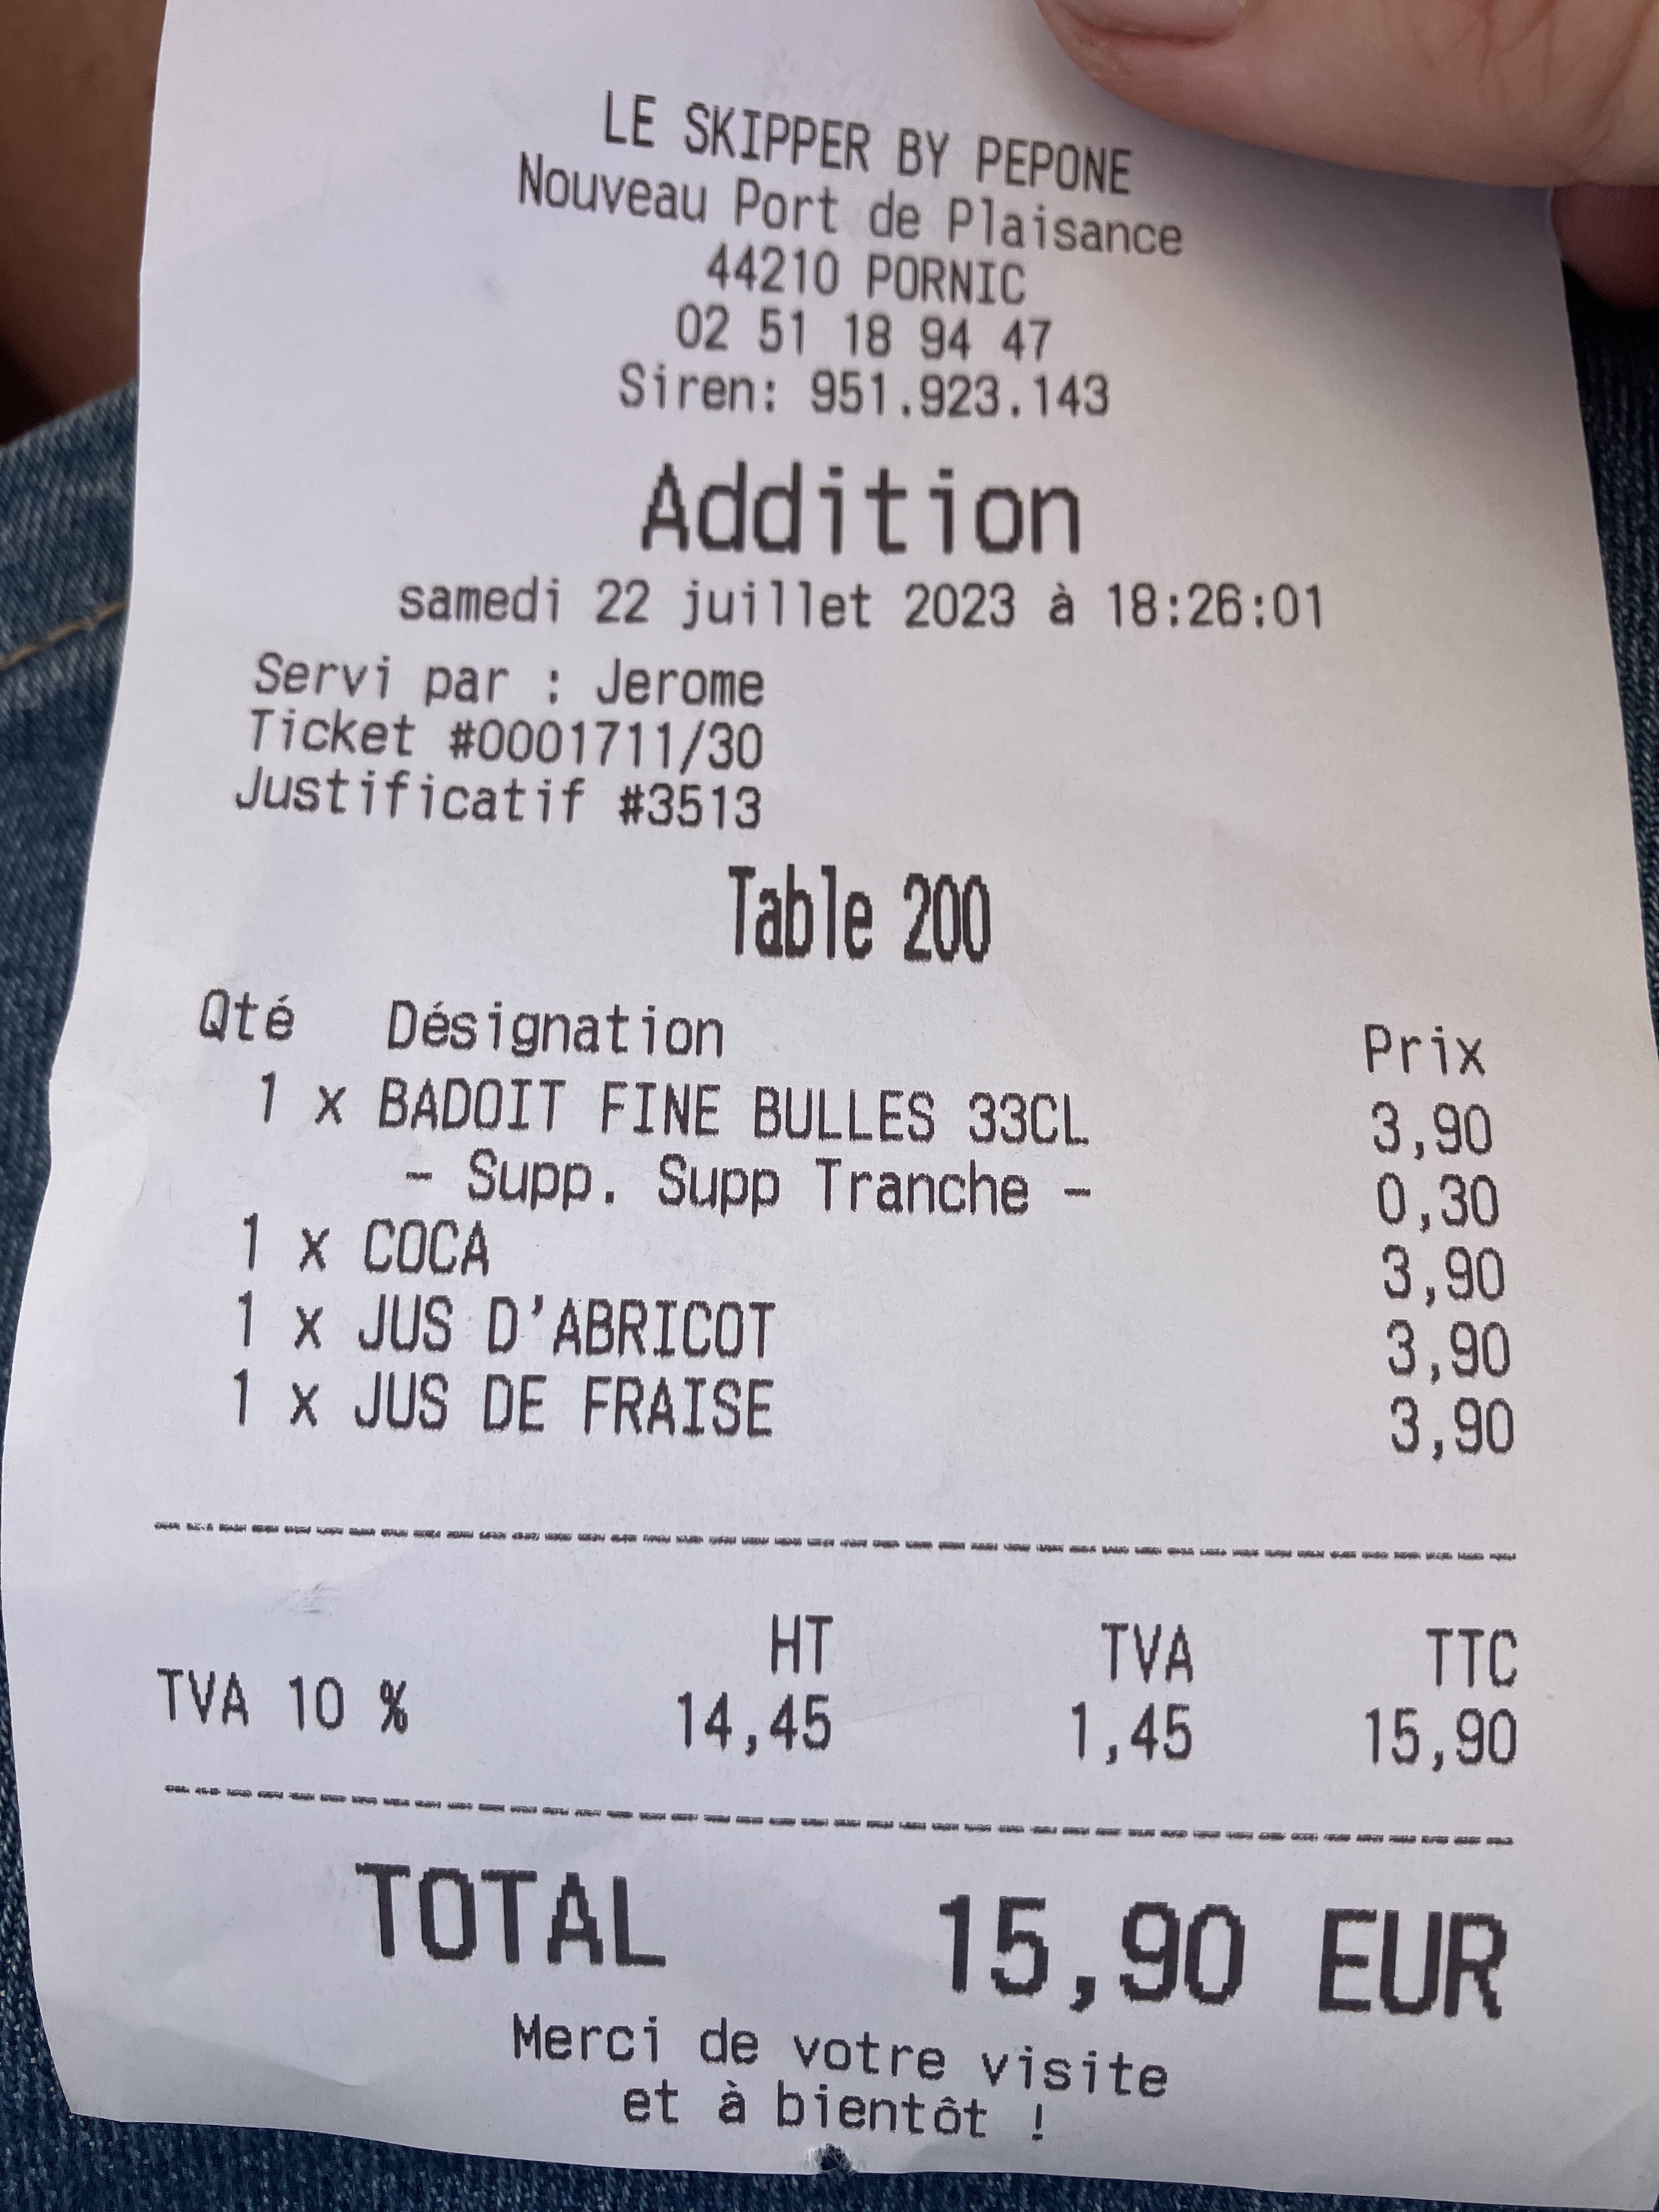 LE SKIPPER BY PEPONE
Nouveau Port de Plaisance
44210 PORNIC
02 51 18 94 47
Siren: 951.923.143
Addition
samedi 22 juillet 2023 à 18:26:01
Servi par : Jerome
Ticket #0001711/30
Justificatif #3513
Table 200
Qté Désignation Prix
1 x BADOIT FINE BULLES 33CL 3,90
- Supp. Supp Tranche - 0,30
1 x COCA 3,90
1 x JUS D'ABRICOT 3,90
1 x JUS DE FRAISE 3,90
HT TVA TTC
TVA 10 % 14,45 1,45 15,90
TOTAL 15,90 EUR
Merci de votre visite
et à bientôt !